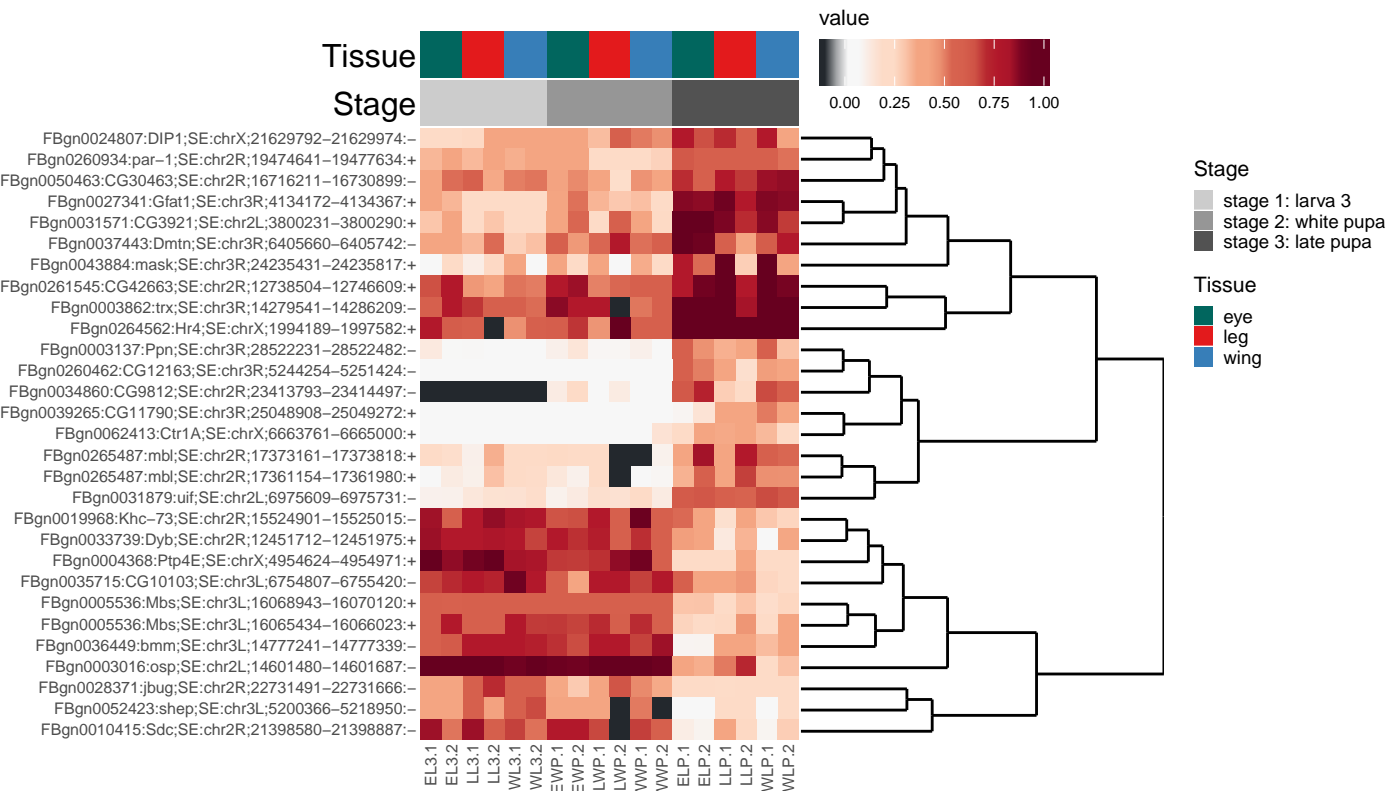 value
0.00 0.25 0.50 0.75 1.00
Tissue
Stage
FBgn0024807:DIP1;SE:chrX;21629792−21629974:−
FBgn0260934:par−1;SE:chr2R;19474641−19477634:+
FBgn0050463:CG30463;SE:chr2R;16716211−16730899:−
FBgn0027341:Gfat1;SE:chr3R;4134172−4134367:+
FBgn0031571:CG3921;SE:chr2L;3800231−3800290:+
FBgn0037443:Dmtn;SE:chr3R;6405660−6405742:−
FBgn0043884:mask;SE:chr3R;24235431−24235817:+
FBgn0261545:CG42663;SE:chr2R;12738504−12746609:+
FBgn0003862:trx;SE:chr3R;14279541−14286209:−
FBgn0264562:Hr4;SE:chrX;1994189−1997582:+
FBgn0003137:Ppn;SE:chr3R;28522231−28522482:−
FBgn0260462:CG12163;SE:chr3R;5244254−5251424:−
FBgn0034860:CG9812;SE:chr2R;23413793−23414497:−
FBgn0039265:CG11790;SE:chr3R;25048908−25049272:+
FBgn0062413:Ctr1A;SE:chrX;6663761−6665000:+
FBgn0265487:mbl;SE:chr2R;17373161−17373818:+
FBgn0265487:mbl;SE:chr2R;17361154−17361980:+
FBgn0031879:uif;SE:chr2L;6975609−6975731:−
FBgn0019968:Khc−73;SE:chr2R;15524901−15525015:−
FBgn0033739:Dyb;SE:chr2R;12451712−12451975:+
FBgn0004368:Ptp4E;SE:chrX;4954624−4954971:+
FBgn0035715:CG10103;SE:chr3L;6754807−6755420:−
FBgn0005536:Mbs;SE:chr3L;16068943−16070120:+
FBgn0005536:Mbs;SE:chr3L;16065434−16066023:+
FBgn0036449:bmm;SE:chr3L;14777241−14777339:−
FBgn0003016:osp;SE:chr2L;14601480−14601687:−
FBgn0028371:jbug;SE:chr2R;22731491−22731666:−
FBgn0052423:shep;SE:chr3L;5200366−5218950:−
FBgn0010415:Sdc;SE:chr2R;21398580−21398887:−
EL3.1
EL3.2
LL3.1
LL3.2
WL3.1
WL3.2
EWP.1
EWP.2
LWP.1
LWP.2
WWP.1
WWP.2
ELP.1
ELP.2
LLP.1
LLP.2
WLP.1
WLP.2
Stage
stage 1: larva 3
stage 2: white pupa
stage 3: late pupa
Tissue
eye
leg
wing